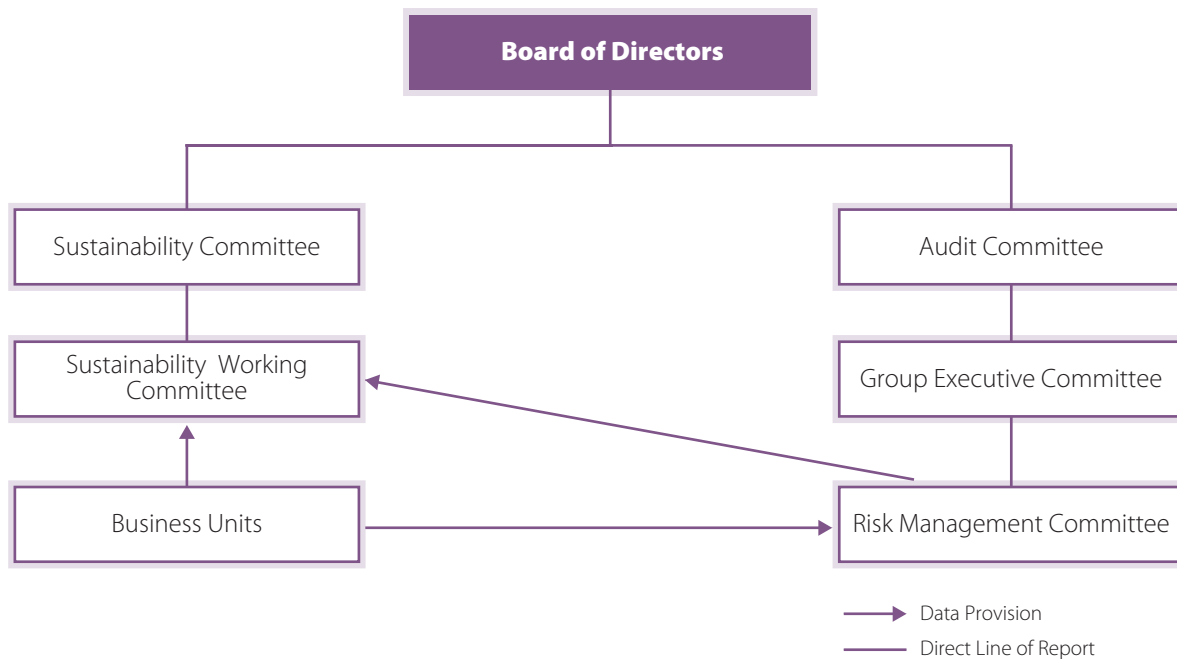 Board of Directors
Sustainability Committee
Audit Committee
Sustainability Working
Committee
Group Executive Committee
Business Units
Risk Management Committee
Data Provision
Direct Line of Report